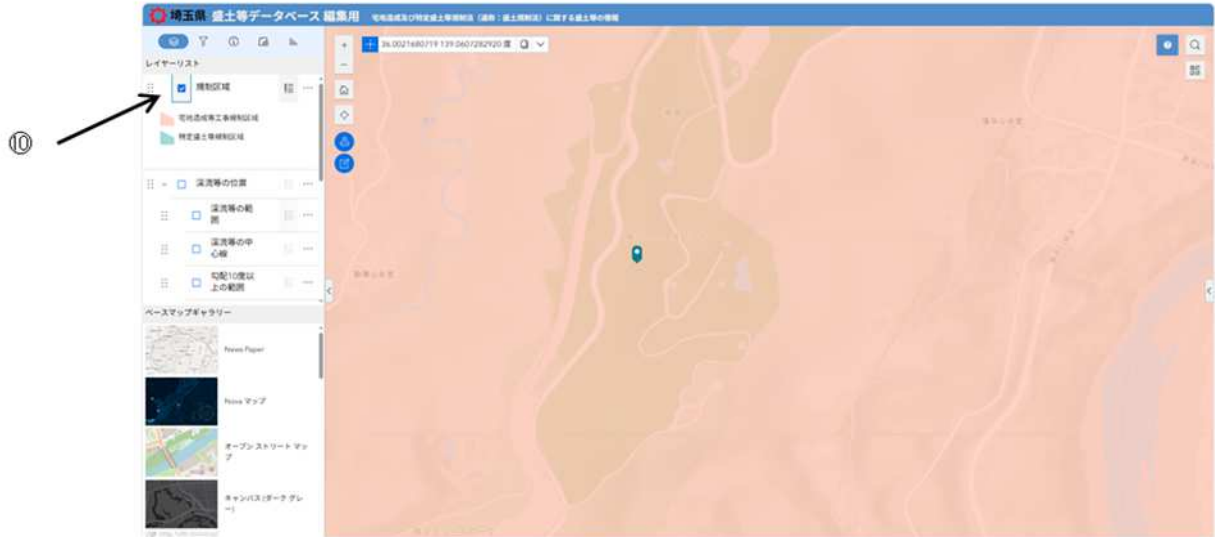 埼玉県 盛土等データベース 編集用 宅地造成及び特定盛土等規制法（通称：盛土規制法）に関する盛土等の情報
36.0021680719 139.0607282920 度
レイヤーリスト
規制区域
宅地造成等工事規制区域
特定盛土等規制区域
⑩
渓流等の位置
渓流等の範
囲
渓流等の中
心線
勾配10度以
上の範囲
ベースマップギャラリー
Nova Paper
Nova マップ
オープン ストリート マッ
プ
キャンバス (ダーク グレ
ー)